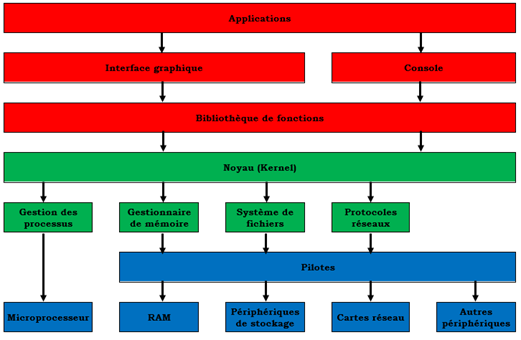 Applications
Interface graphique
Console
Bibliothèque de fonctions
Noyau (Kernel)
Gestion des
processus
Gestionnaire
de mémoire
Système de
fichiers
Protocoles
réseaux
Pilotes
Microprocesseur
RAM
Périphériques
de stockage
Cartes réseau
Autres
périphériques